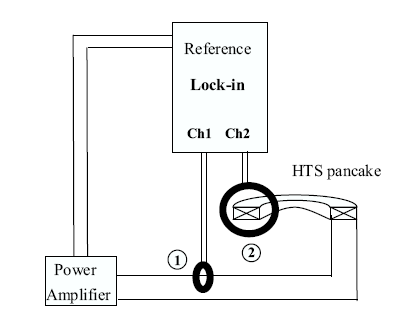 Reference
Lock-in
Ch1 Ch2
HTS pancake
1
2
Power
Amplifier